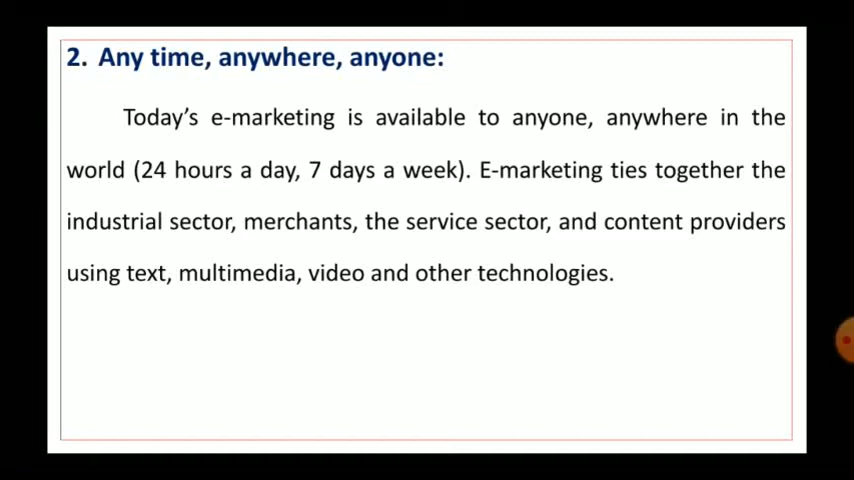 2. Any time, anywhere, anyone:
Today’s e-marketing is available to anyone, anywhere in the
world (24 hours a day, 7 days a week). E-marketing ties together the
industrial sector, merchants, the service sector, and content providers
using text, multimedia, video and other technologies.